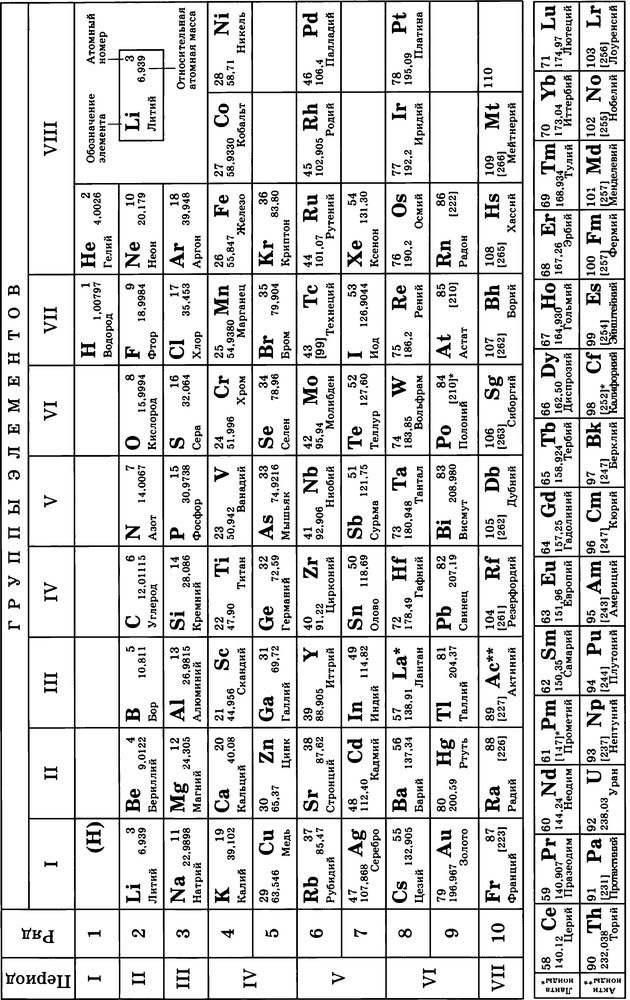 ГРУППЫ ЭЛЕМЕНТОВ
Период Ряд I II III IV V VI VII VIII
I 1 (H) H 1 1,00797 Водород He 2 4,0026 Гелий
Обозначение элемента Атомный номер
Li 3 6,939 Литий
Относительная атомная масса
II 2 Li 3 6,939 Литий Be 4 9,0122 Бериллий B 5 10,811 Бор C 6 12,01115 Углерод N 7 14,0067 Азот O 8 15,9994 Кислород F 9 18,9984 Фтор Ne 10 20,179 Неон
III 3 Na 11 22,9898 Натрий Mg 12 24,305 Магний Al 13 26,9815 Алюминий Si 14 28,086 Кремний P 15 30,9738 Фосфор S 16 32,064 Сера Cl 17 35,453 Хлор Ar 18 39,948 Аргон
IV 4 K 19 39,102 Калий Ca 20 40,08 Кальций 21 Sc 44,956 Скандий 22 Ti 47,90 Титан 23 V 50,942 Ванадий 24 Cr 51,996 Хром 25 Mn 54,9380 Марганец 26 Fe 55,847 Железо 27 Co 58,9330 Кобальт 28 Ni 58,71 Никель
5 29 Cu 63,546 Медь 30 Zn 65,37 Цинк Ga 31 69,72 Галлий Ge 32 72,59 Германий As 33 74,9216 Мышьяк Se 34 78,96 Селен Br 35 79,904 Бром Kr 36 83,80 Криптон
V 6 Rb 37 85,47 Рубидий Sr 38 87,62 Стронций 39 Y 88,905 Иттрий 40 Zr 91,22 Цирконий 41 Nb 92,906 Ниобий 42 Mo 95,94 Молибден 43 Tc [99] Технеций 44 Ru 101,07 Рутений 45 Rh 102,905 Родий 46 Pd 106,4 Палладий
7 47 Ag 107,868 Серебро 48 Cd 112,40 Кадмий In 49 114,82 Индий Sn 50 118,69 Олово Sb 51 121,75 Сурьма Te 52 127,60 Теллур I 53 126,9044 Иод Xe 54 131,30 Ксенон
VI 8 Cs 55 132,905 Цезий Ba 56 137,34 Барий 57 La* 138,91 Лантан 72 Hf 178,49 Гафний 73 Ta 180,948 Тантал 74 W 183,85 Вольфрам 75 Re 186,2 Рений 76 Os 190,2 Осмий 77 Ir 192,2 Иридий 78 Pt 195,09 Платина
9 79 Au 196,967 Золото 80 Hg 200,59 Ртуть Tl 81 204,37 Таллий Pb 82 207,19 Свинец Bi 83 208,980 Висмут Po 84 [210]* Полоний At 85 [210] Астат Rn 86 [222] Радон
VII 10 Fr 87 [223] Франций Ra 88 [226] Радий 89 Ac** [227] Актиний 104 Rf [261] Резерфордий 105 Db [262] Дубний 106 Sg [263] Сиборгий 107 Bh [262] Борий 108 Hs [265] Хассий 109 Mt [266] Мейтнерий 110
*Ланта ноиды 58 Ce 140,12 Церий 59 Pr 140,907 Празеодим 60 Nd 144,24 Неодим 61 Pm [147]* Прометий 62 Sm 150,35 Самарий 63 Eu 151,96 Европий 64 Gd 157,25 Гадолиний 65 Tb 158,924 Тербий 66 Dy 162,50 Диспрозий 67 Ho 164,930 Гольмий 68 Er 167,26 Эрбий 69 Tm 168,934 Тулий 70 Yb 173,04 Иттербий 71 Lu 174,97 Лютеций
**Акти ноиды 90 Th 232,038 Торий 91 Pa [231] Протактиний 92 U 238,03 Уран 93 Np [237] Нептуний 94 Pu [244] Плутоний 95 Am [243] Америций 96 Cm [247] Кюрий 97 Bk [247] Берклий 98 Cf [252]* Калифорний 99 Es [254] Эйнштейний 100 Fm [257] Фермий 101 Md [257] Менделевий 102 No [255] Нобелий 103 Lr [256] Лоуренсий